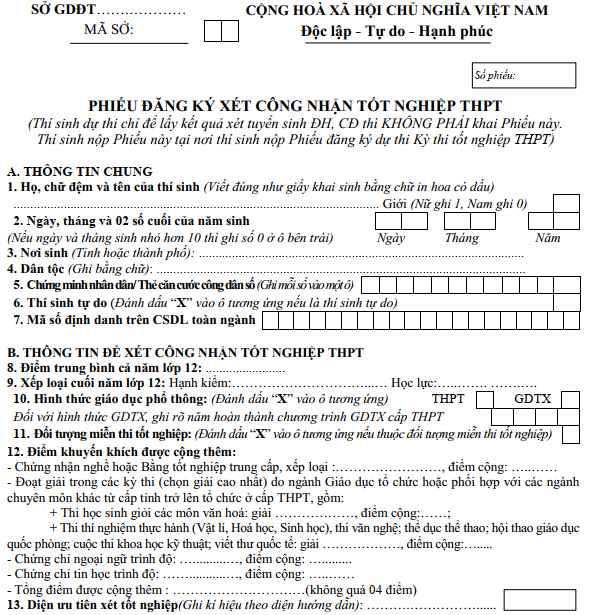 SỞ GDĐT……………… CỘNG HOÀ XÃ HỘI CHỦ NGHĨA VIỆT NAM
MÃ SỞ: Độc lập - Tự do - Hạnh phúc
Số phiếu:
PHIẾU ĐĂNG KÝ XÉT CÔNG NHẬN TỐT NGHIỆP THPT
(Thí sinh dự thi chỉ để lấy kết quả xét tuyển sinh ĐH, CĐ thì KHÔNG PHẢI khai Phiếu này.
Thí sinh nộp Phiếu này tại nơi thí sinh nộp Phiếu đăng ký dự thi Kỳ thi tốt nghiệp THPT)
A. THÔNG TIN CHUNG
1. Họ, chữ đệm và tên của thí sinh (Viết đúng như giấy khai sinh bằng chữ in hoa có dấu)
........................................................................................ Giới (Nữ ghi 1, Nam ghi 0)
2. Ngày, tháng và 02 số cuối của năm sinh
(Nếu ngày và tháng sinh nhỏ hơn 10 thì ghi số 0 ở ô bên trái) Ngày Tháng Năm
3. Nơi sinh (Tỉnh hoặc thành phố): ................................................................................
4. Dân tộc (Ghi bằng chữ): ............................................................................................
5. Chứng minh nhân dân/ Thẻ căn cước công dân số (Ghi mỗi số vào một ô)
6. Thí sinh tự do (Đánh dấu “X” vào ô tương ứng nếu là thí sinh tự do)
7. Mã số định danh trên CSDL toàn ngành
B. THÔNG TIN ĐỂ XÉT CÔNG NHẬN TỐT NGHIỆP THPT
8. Điểm trung bình cả năm lớp 12: ..........................
9. Xếp loại cuối năm lớp 12: Hạnh kiểm:…………………..… Học lực:…..……. ……..….
10. Hình thức giáo dục phổ thông: (Đánh dấu “X” vào ô tương ứng) THPT GDTX
Đối với hình thức GDTX, ghi rõ năm hoàn thành chương trình GDTX cấp THPT
11. Đối tượng miễn thi tốt nghiệp: (Đánh dấu “X” vào ô tương ứng nếu thuộc đối tượng miễn thi tốt nghiệp)
12. Điểm khuyến khích được cộng thêm:
- Chứng nhận nghề hoặc Bằng tốt nghiệp trung cấp, xếp loại :…………………, điểm cộng: …..……
- Đoạt giải trong các kỳ thi (chọn giải cao nhất) do ngành Giáo dục tổ chức hoặc phối hợp với các ngành
chuyên môn khác từ cấp tỉnh trở lên tổ chức ở cấp THPT, gồm:
+ Thi học sinh giỏi các môn văn hoá: giải ………………, điểm cộng:……;
+ Thi thí nghiệm thực hành (Vật lí, Hoá học, Sinh học), thi văn nghệ; thể dục thể thao; hội thao giáo dục
quốc phòng; cuộc thi khoa học kỹ thuật; viết thư quốc tế: giải ……………, điểm cộng:…......
- Chứng chỉ ngoại ngữ trình độ: …..............…, điểm cộng: ...........
- Chứng chỉ tin học trình độ: ……..............…, điểm cộng: …..……
- Tổng điểm được cộng thêm : …………………………(không quá 04 điểm)
13. Diện ưu tiên xét tốt nghiệp(Ghi kí hiệu theo diện hướng dẫn): ……………………...